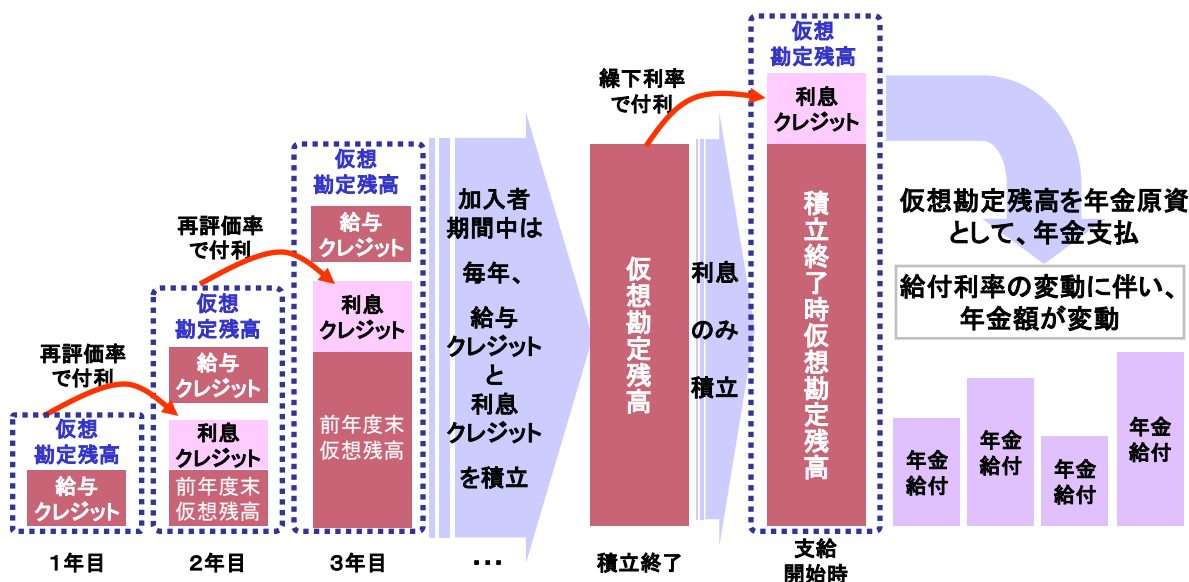 仮想
勘定残高
給与
クレジット
1年目
再評価率
で付利
仮想
勘定残高
給与
クレジット
利息
クレジット
前年度末
仮想残高
2年目
再評価率
で付利
仮想
勘定残高
給与
クレジット
利息
クレジット
前年度末
仮想残高
3年目
加入者
期間中は
毎年、
給与
クレジット
と
利息
クレジット
を積立
・・・
仮想勘定残高
積立終了
繰下利率
で付利
利息
のみ
積立
仮想
勘定残高
利息
クレジット
積立終了時仮想勘定残高
支給
開始時
仮想勘定残高を年金原資
として、年金支払
給付利率の変動に伴い、
年金額が変動
年金
給付
年金
給付
年金
給付
年金
給付